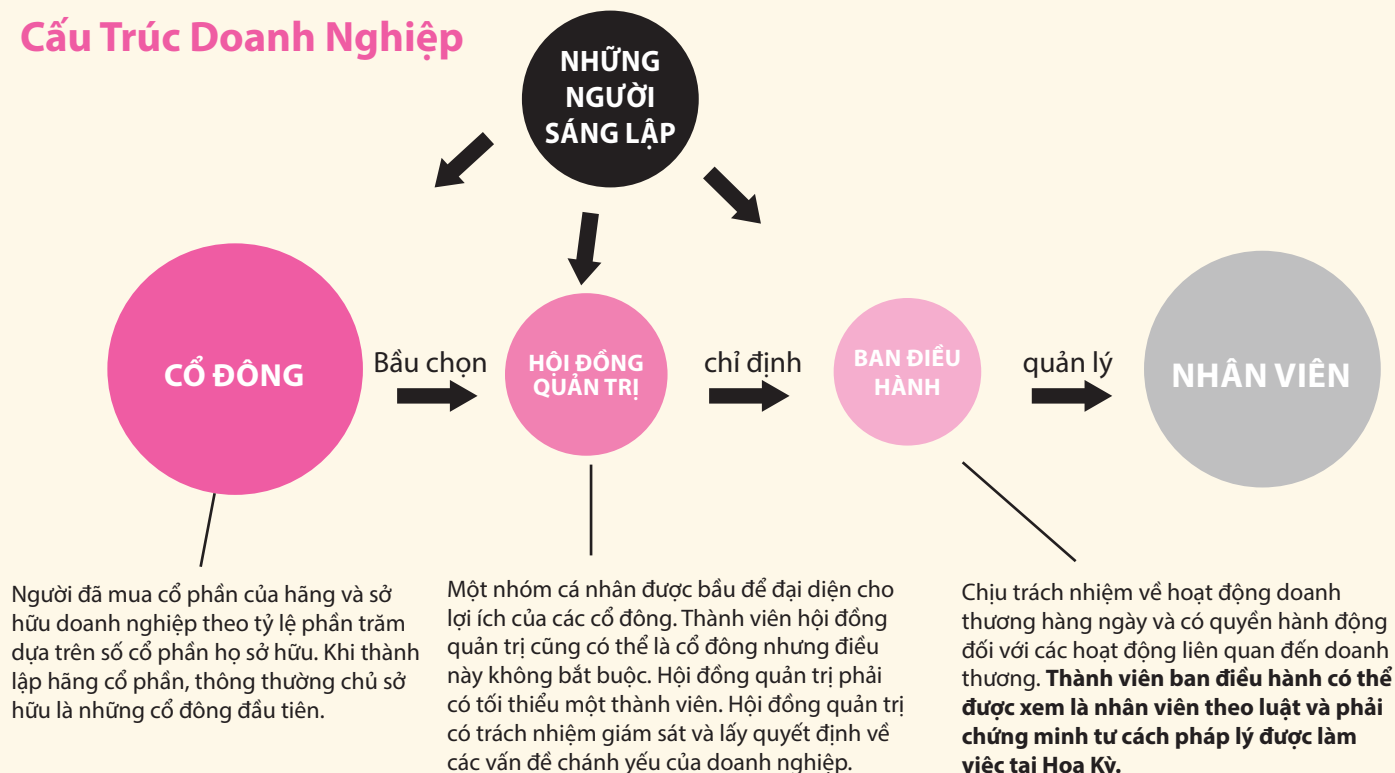 Cấu Trúc Doanh Nghiệp
NHỮNG
NGƯỜI
SÁNG LẬP
CỔ ĐÔNG
Bầu chọn
HỘI ĐỒNG
QUẢN TRỊ
chỉ định
BAN ĐIỀU
HÀNH
quản lý
NHÂN VIÊN
Người đã mua cổ phần của hãng và sở
hữu doanh nghiệp theo tỷ lệ phần trăm
dựa trên số cổ phần họ sở hữu. Khi thành
lập hãng cổ phần, thông thường chủ sở
hữu là những cổ đông đầu tiên.
Một nhóm cá nhân được bầu để đại diện cho
lợi ích của các cổ đông. Thành viên hội đồng
quản trị cũng có thể là cổ đông nhưng điều
này không bắt buộc. Hội đồng quản trị phải
có tối thiểu một thành viên. Hội đồng quản trị
có trách nhiệm giám sát và lấy quyết định về
các vấn đề chánh yếu của doanh nghiệp.
Chịu trách nhiệm về hoạt động doanh
thương hàng ngày và có quyền hành động
đối với các hoạt động liên quan đến doanh
thương. Thành viên ban điều hành có thể
được xem là nhân viên theo luật và phải
chứng minh tư cách pháp lý được làm
việc tại Hoa Kỳ.